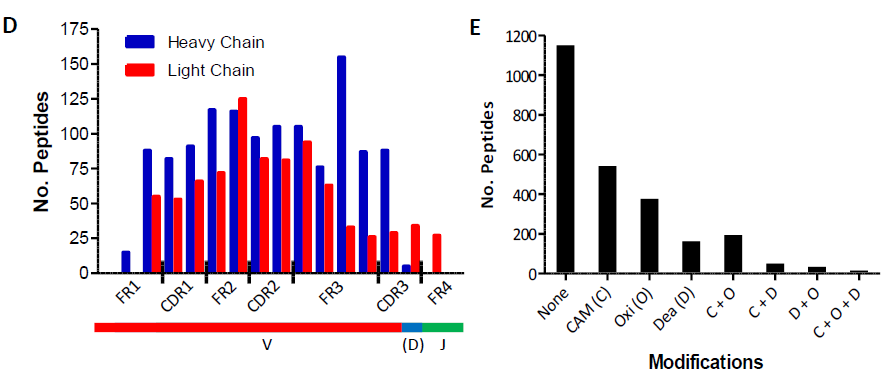 D
No. Peptides
175
150
125
100
75
50
25
0
Heavy Chain
Light Chain
FR1 CDR1 FR2 CDR2 FR3 CDR3 FR4
V (D) J
E
No. Peptides
1200
1000
800
600
400
200
0
None CAM (C) Oxi (O) Dea (D) C + O C + D D + O C + O + D
Modifications